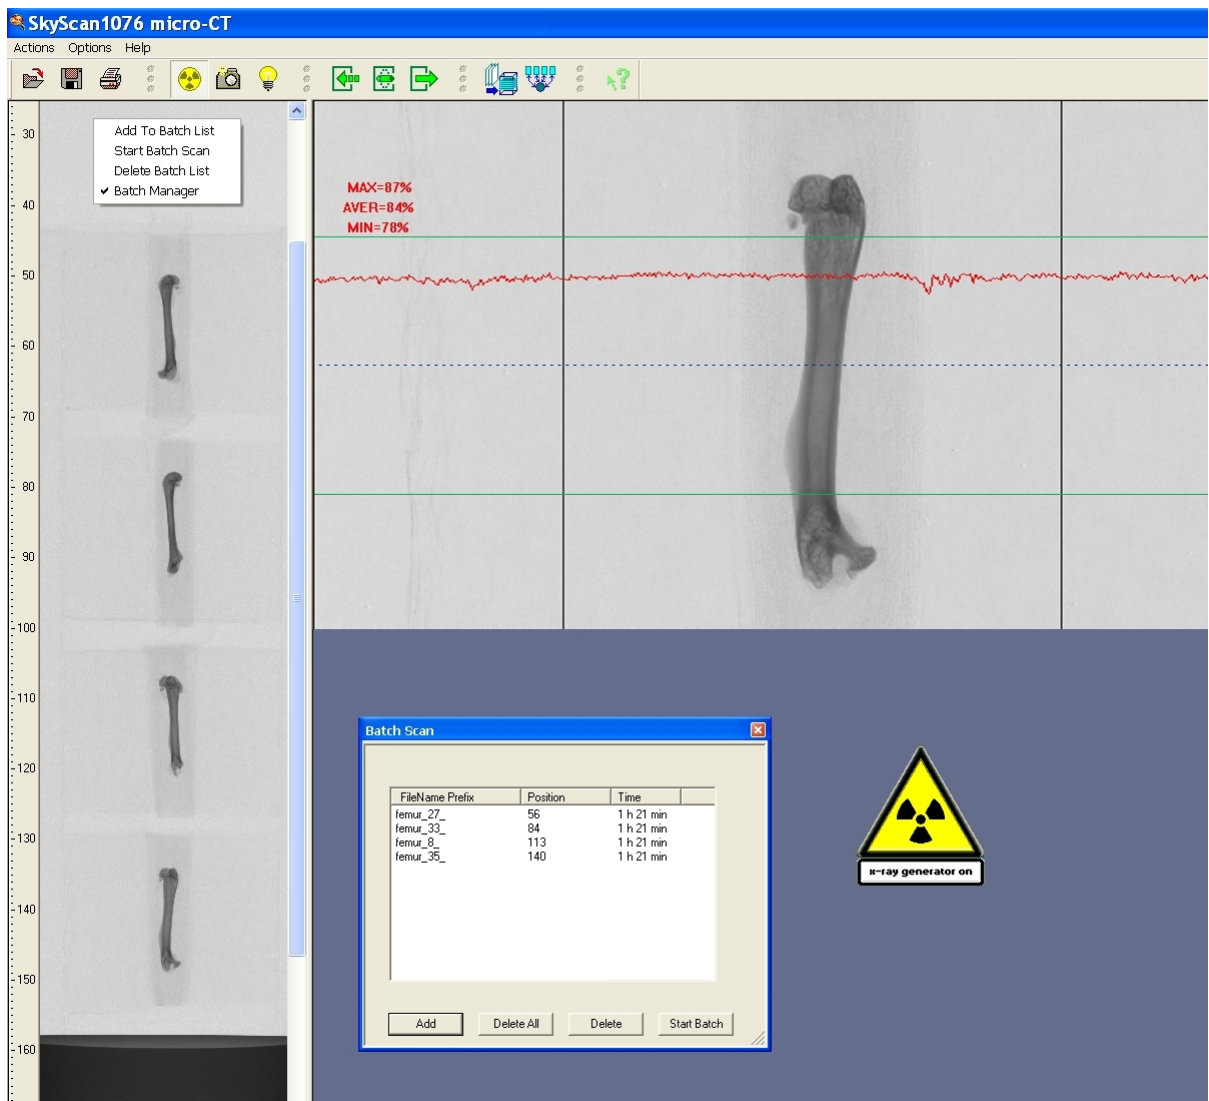 SkyScan1076 micro-CT
Actions Options Help
Add To Batch List
Start Batch Scan
Delete Batch List
Batch Manager
30
40
50
60
70
80
90
100
110
120
130
140
150
160
MAX=87%
AVER=84%
MIN=78%
Batch Scan
FileName Prefix Position Time
femur_27_ 56 1 h 21 min
femur_33_ 84 1 h 21 min
femur_8_ 113 1 h 21 min
femur_35_ 140 1 h 21 min
Add Delete All Delete Start Batch
x-ray generator on